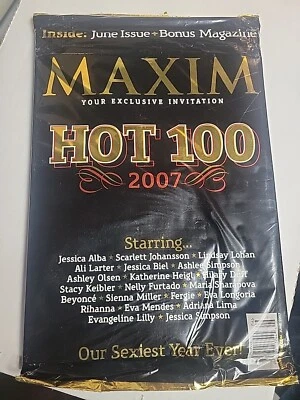 Inside: June Issue + Bonus Magazine
MAXIM
YOUR EXCLUSIVE INVITATION
HOT 100
2007
Starring...
Jessica Alba ★ Scarlett Johansson ★ Lindsay Lohan
Ali Larter ★ Jessica Biel ★ Ashlee Simpson
Ashley Olsen ★ Katherine Heigl ★ Hilary Duff
Stacy Keibler ★ Nelly Furtado ★ Maria Sharapova
Beyoncé ★ Sienna Miller ★ Fergie ★ Eva Longoria
Rihanna ★ Eva Mendes ★ Adriana Lima
Evangeline Lilly ★ Jessica Simpson
Our Sexiest Year Ever!